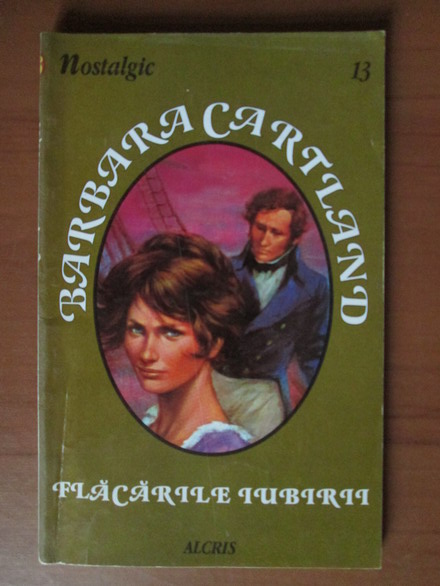 Nostalgic 13
BARBARA CARTLAND
FLĂCĂRILE IUBIRII
ALCRIS